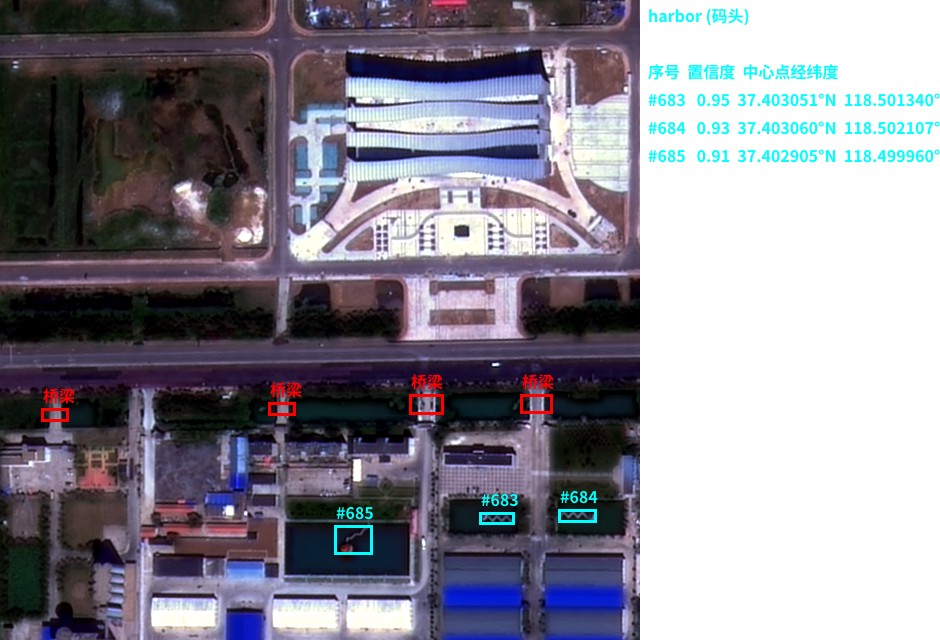 harbor (码头)
序号 置信度 中心点经纬度
#683 0.95 37.403051°N 118.501340°
#684 0.93 37.403060°N 118.502107°
#685 0.91 37.402905°N 118.499960°
桥梁
桥梁
桥梁
桥梁
#683
#684
#685